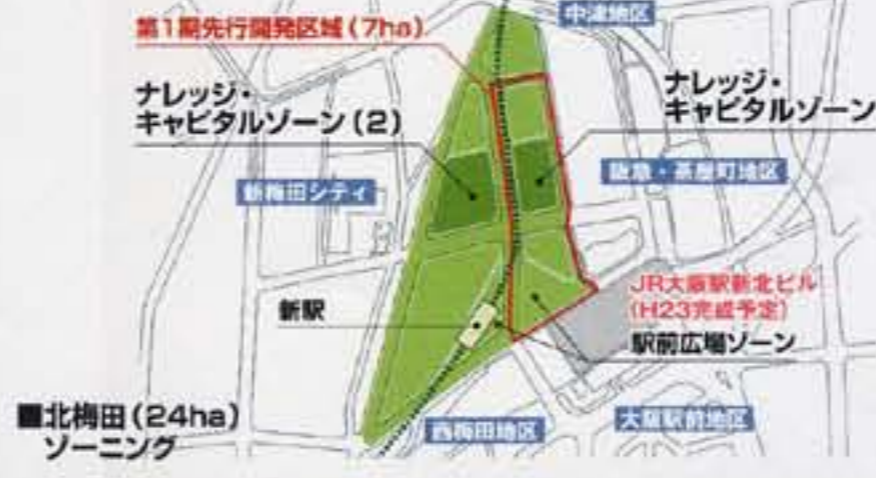 中津地区
第1期先行開発区域(7ha)
ナレッジ・
キャピタルゾーン(2)
ナレッジ・
キャピタルゾーン
新梅田シティ
阪急・茶屋町地区
JR大阪駅新北ビル
(H23完成予定)
新駅
駅前広場ゾーン
■北梅田(24ha)
ゾーニング
西梅田地区
大阪駅前地区